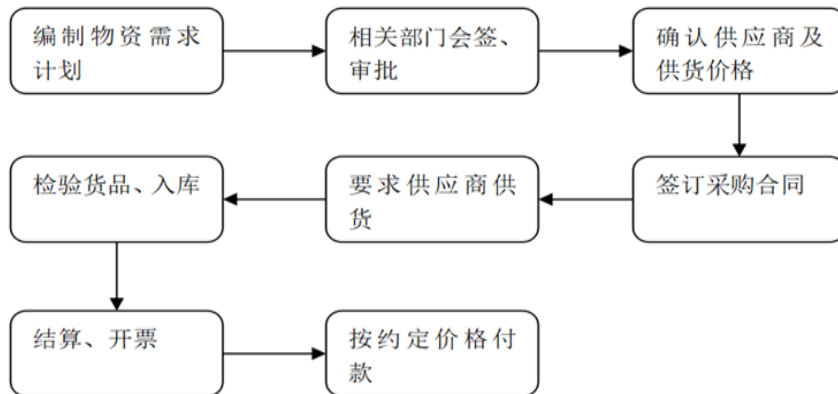 编制物资需求
计划
相关部门会签、
审批
确认供应商及
供货价格
签订采购合同
要求供应商供
货
检验货品、入库
结算、开票
按约定价格付
款